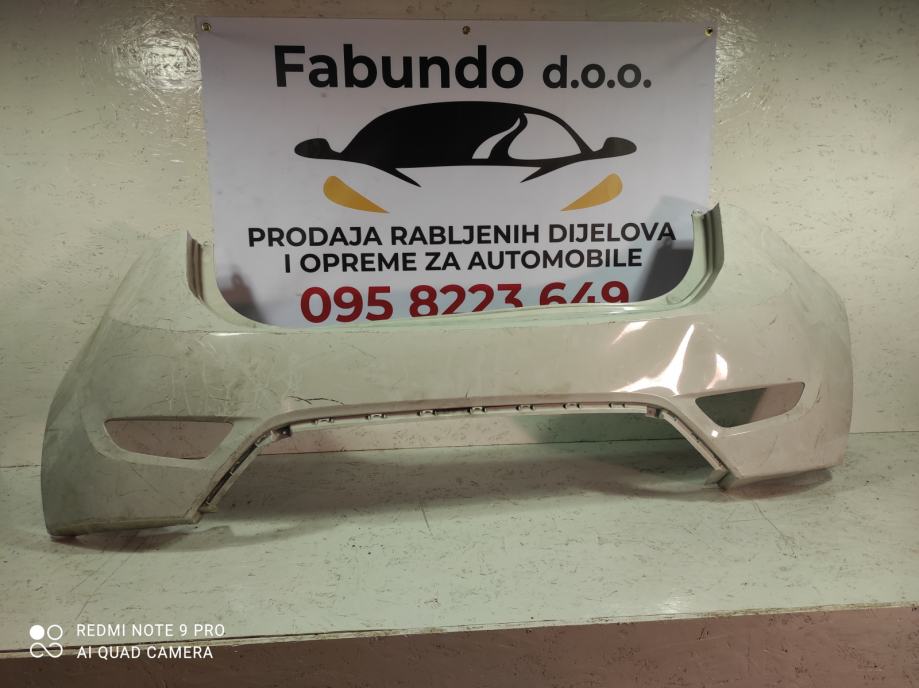 Fabundo d.o.o.
PRODAJA RABLJENIH DIJELOVA
I OPREME ZA AUTOMOBILE
095 8223 649
REDMI NOTE 9 PRO
AI QUAD CAMERA